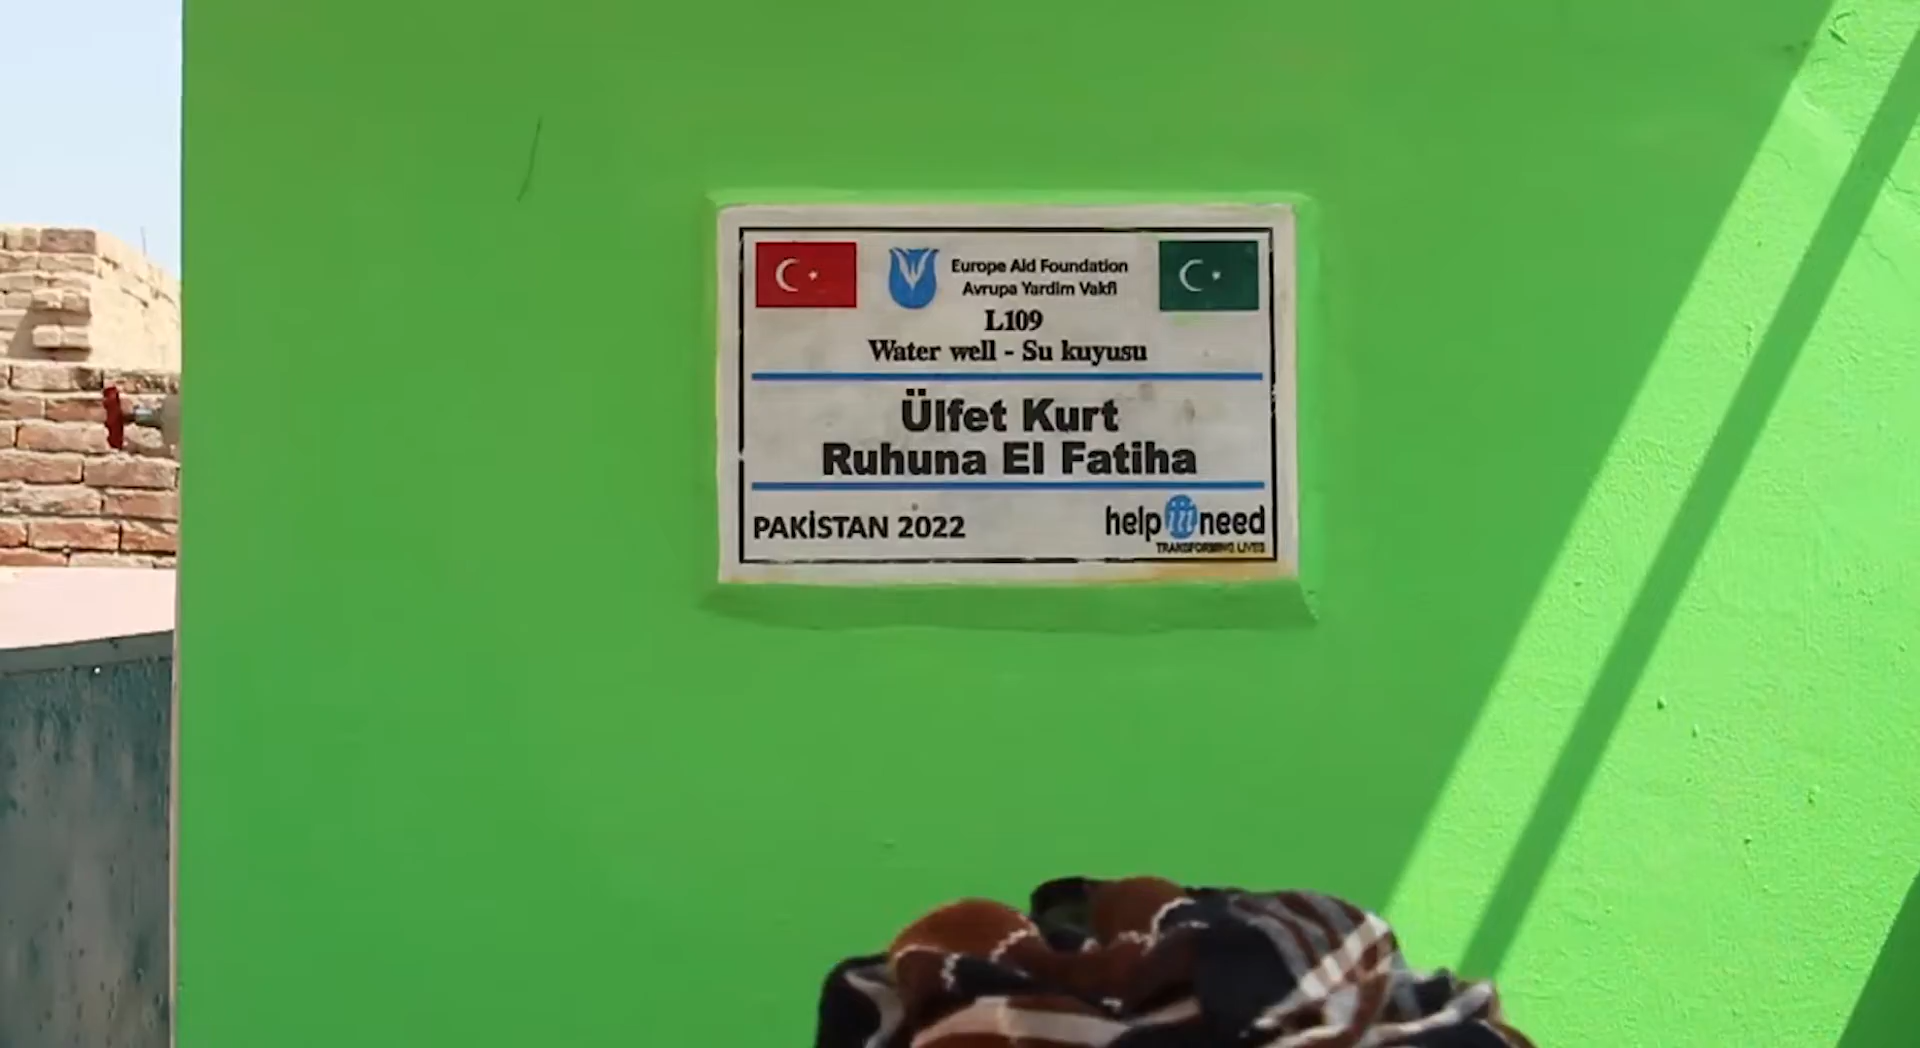 Europe Aid Foundation
Avrupa Yardim Vakfi
L109
Water well - Su kuyusu
Ülfet Kurt
Ruhuna El Fatiha
PAKİSTAN 2022
help in need
TRANSFORMING LIVES